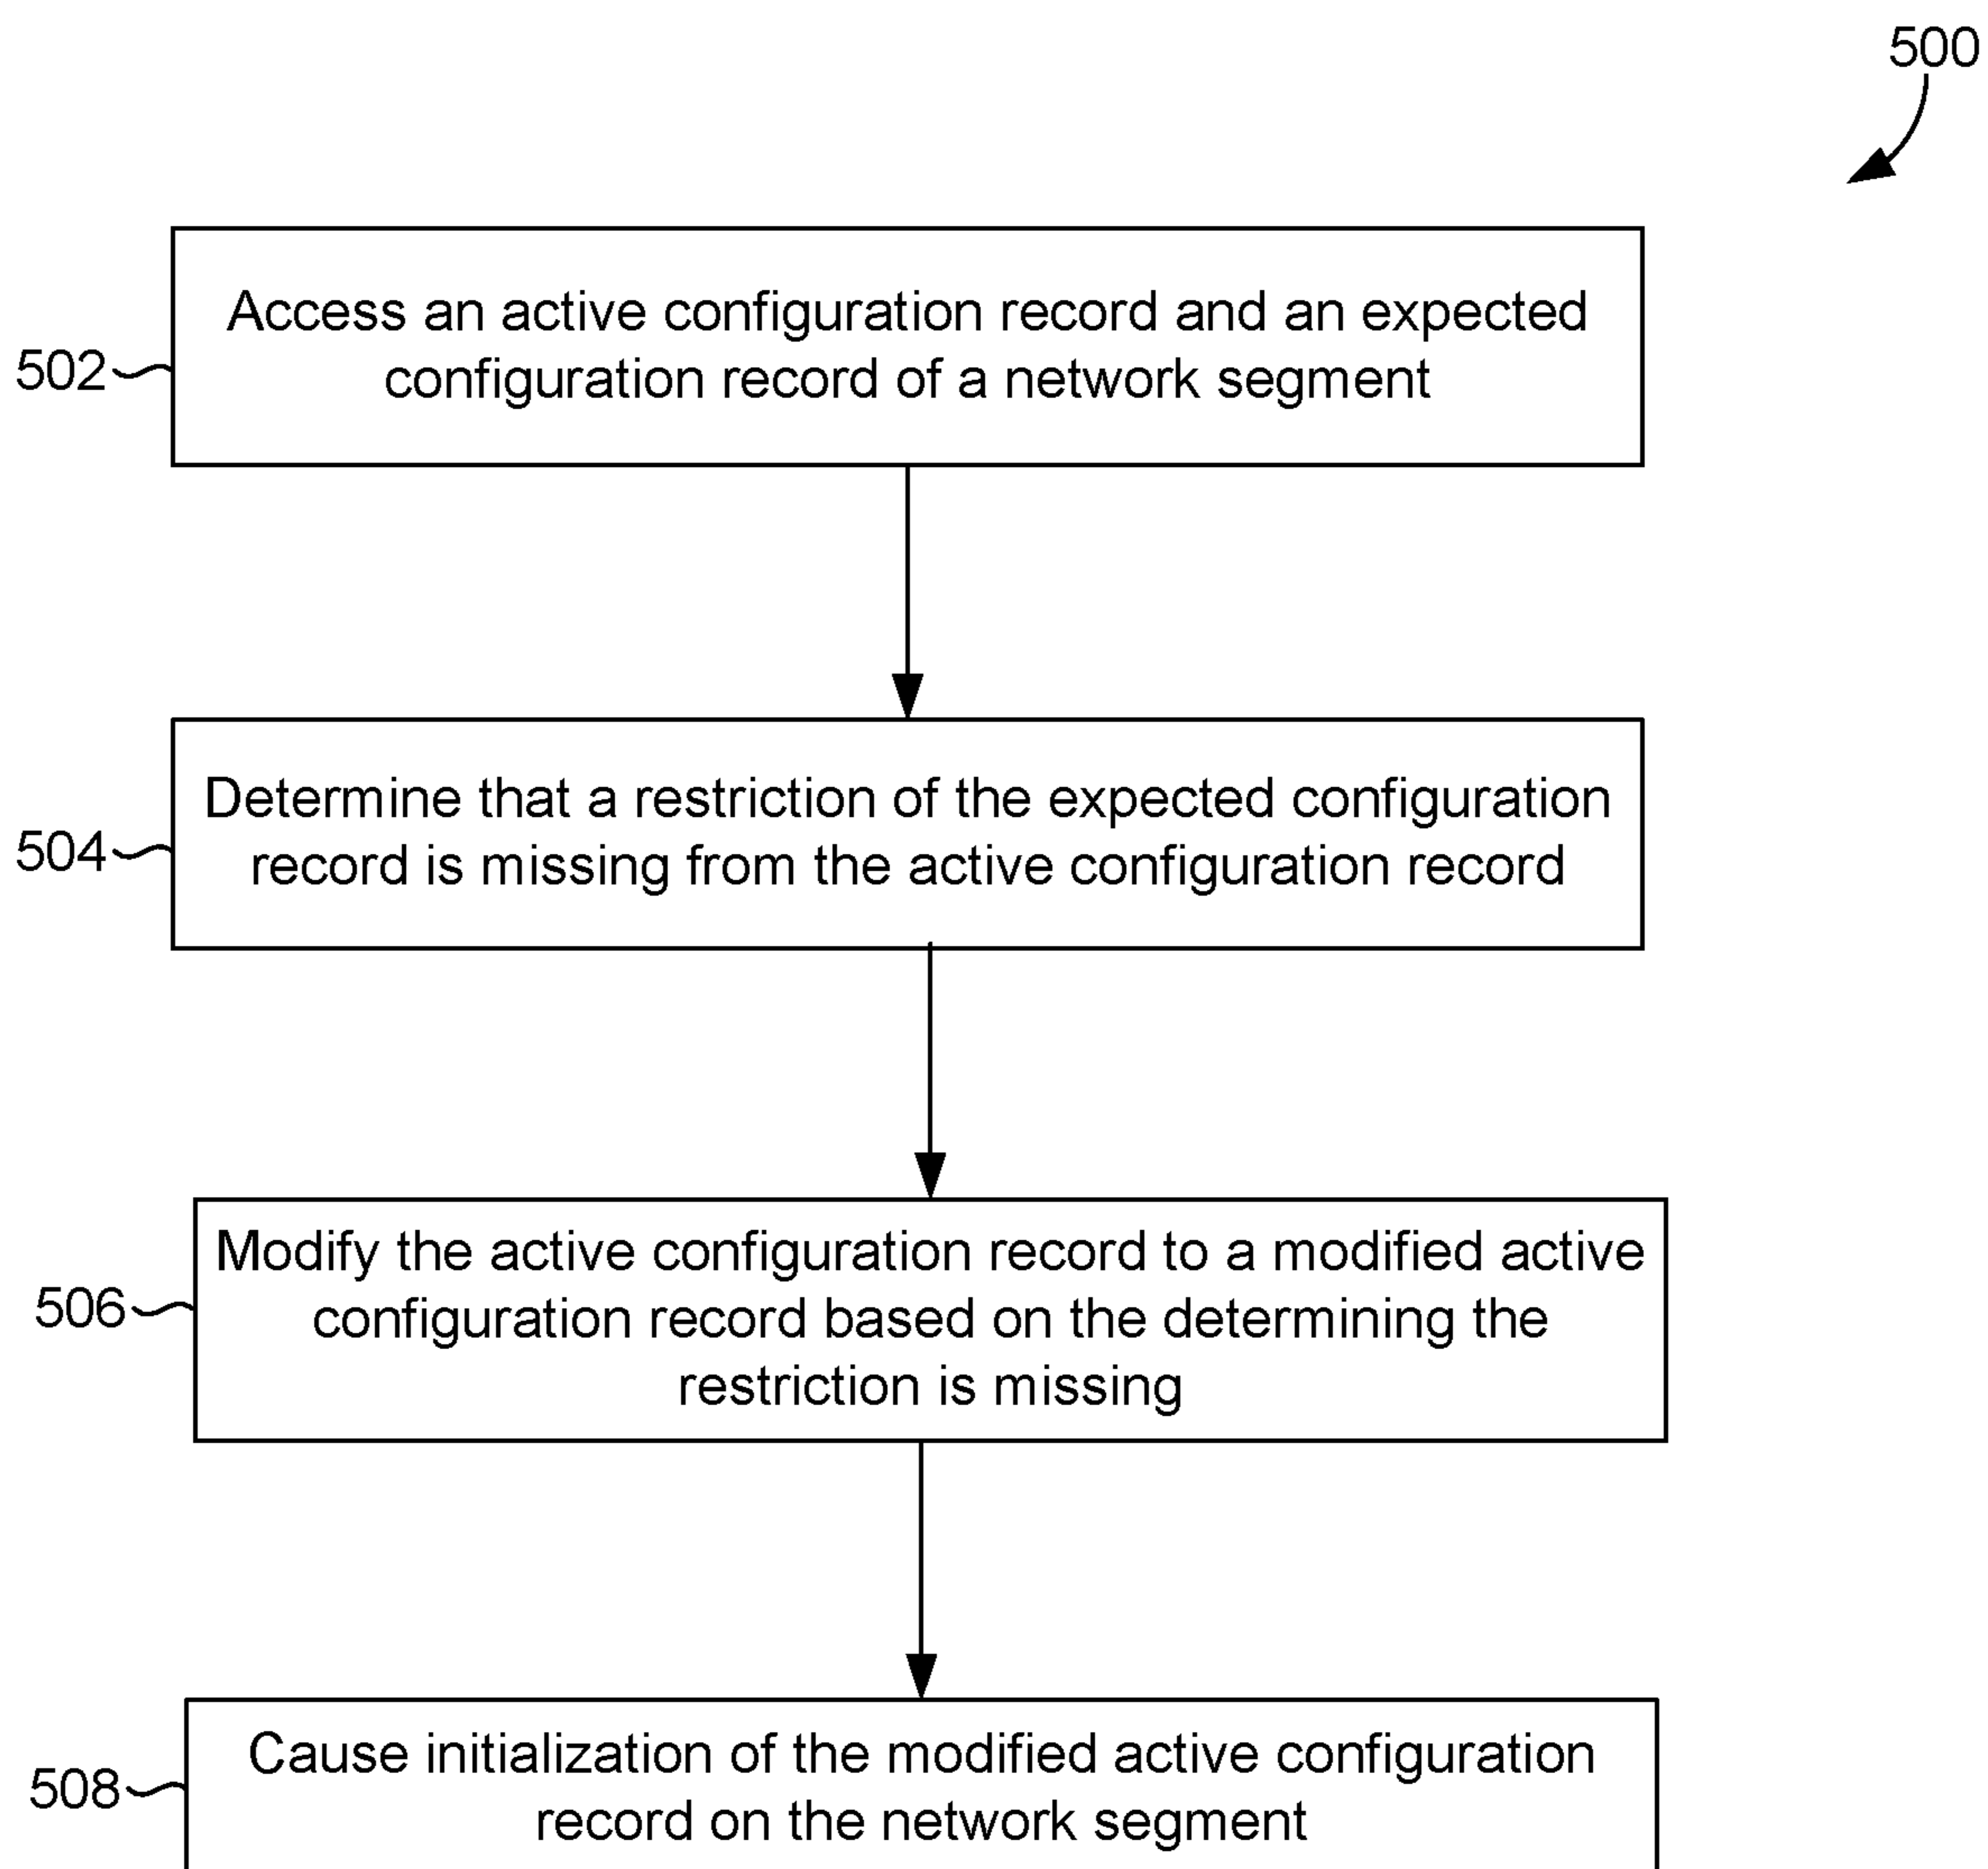 500
Access an active configuration record and an expected
configuration record of a network segment
502
Determine that a restriction of the expected configuration
record is missing from the active configuration record
504
Modify the active configuration record to a modified active
configuration record based on the determining the
restriction is missing
506
Cause initialization of the modified active configuration
record on the network segment
508